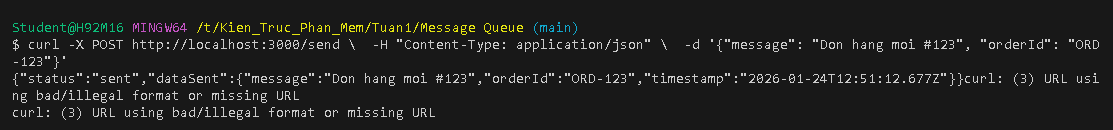 Student@H92M16 MINGW64 /t/Kien_Truc_Phan_Mem/Tuan1/Message Queue (main)
$ curl -X POST http://localhost:3000/send \  -H "Content-Type: application/json" \  -d '{"message": "Don hang moi #123", "orderId": "ORD
-123"}'
{"status":"sent","dataSent":{"message":"Don hang moi #123","orderId":"ORD-123","timestamp":"2026-01-24T12:51:12.677Z"}}curl: (3) URL usi
ng bad/illegal format or missing URL
curl: (3) URL using bad/illegal format or missing URL